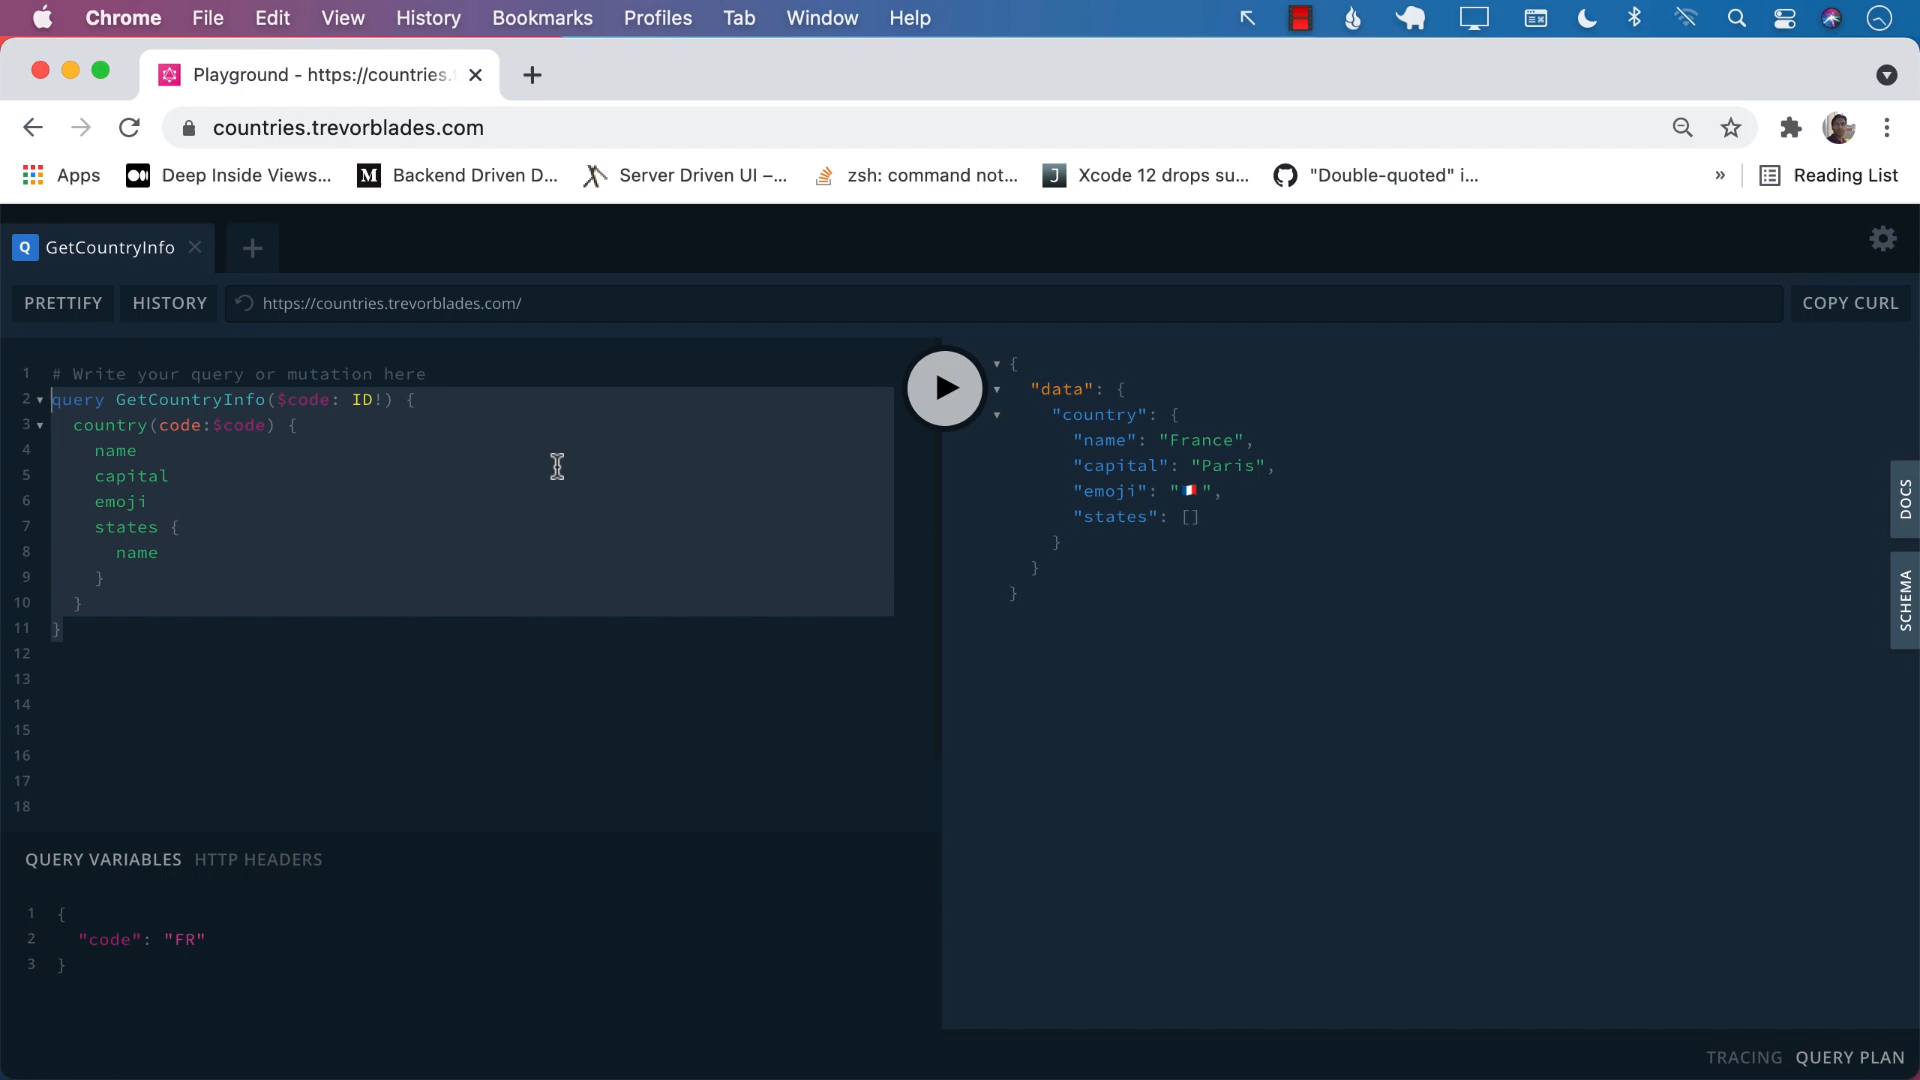 Chrome File Edit View History Bookmarks Profiles Tab Window Help
Playground - https://countries.
countries.trevorblades.com
Apps Deep Inside Views... Backend Driven D... Server Driven UI –... zsh: command not... Xcode 12 drops su... "Double-quoted" i... » Reading List
Q GetCountryInfo
PRETTIFY HISTORY https://countries.trevorblades.com/ COPY CURL
1 # Write your query or mutation here
2 query GetCountryInfo($code: ID!) {
3 country(code:$code) {
4 name
5 capital
6 emoji
7 states {
8 name
9 }
10 }
11 }
12
13
14
15
16
17
18
{
"data": {
"country": {
"name": "France",
"capital": "Paris",
"emoji": "🇫🇷",
"states": []
}
}
}
DOCS
SCHEMA
QUERY VARIABLES HTTP HEADERS
1 {
2 "code": "FR"
3 }
TRACING QUERY PLAN